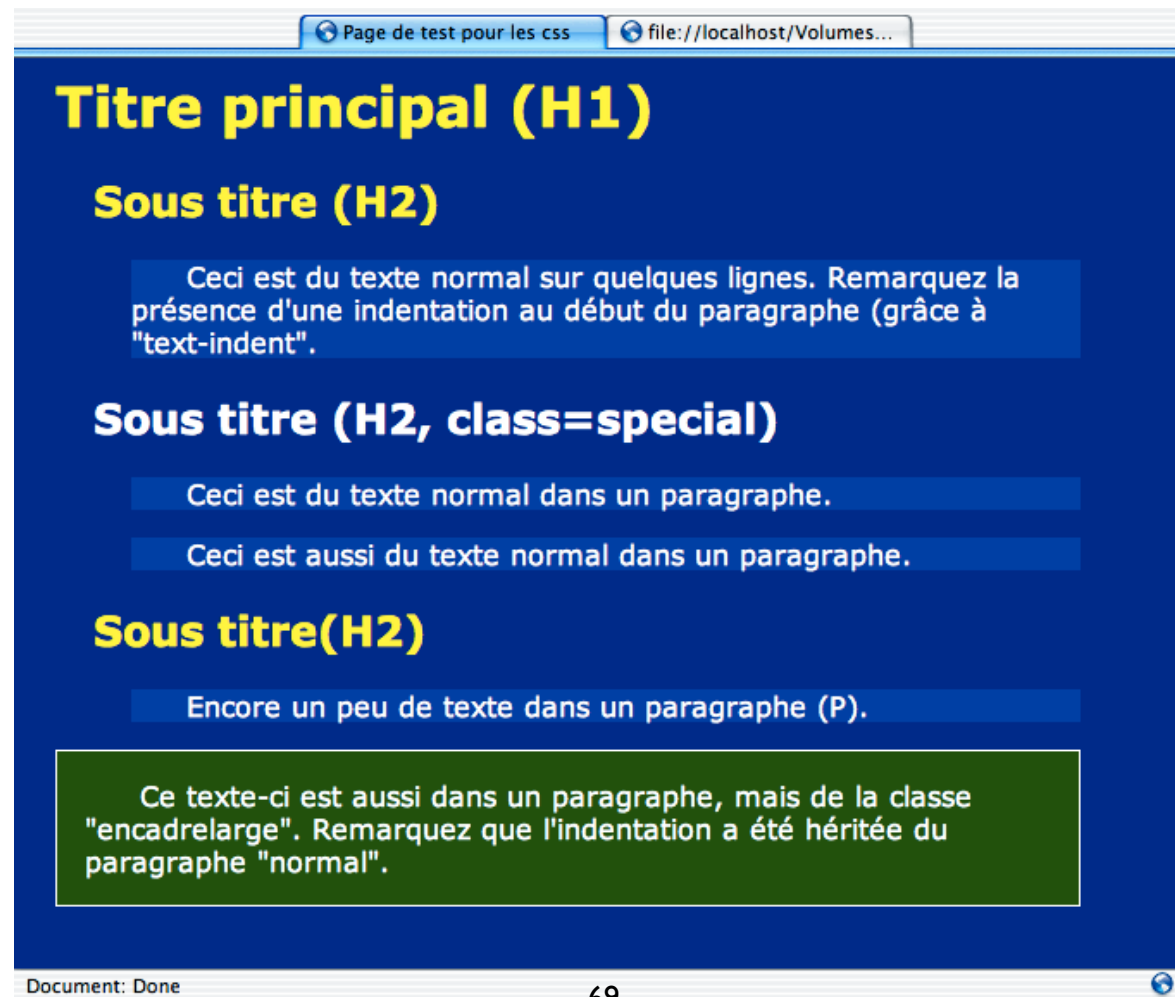 Page de test pour les css
file://localhost/Volumes...
Titre principal (H1)
Sous titre (H2)
Ceci est du texte normal sur quelques lignes. Remarquez la
présence d'une indentation au début du paragraphe (grâce à
"text-indent".
Sous titre (H2, class=special)
Ceci est du texte normal dans un paragraphe.
Ceci est aussi du texte normal dans un paragraphe.
Sous titre(H2)
Encore un peu de texte dans un paragraphe (P).
Ce texte-ci est aussi dans un paragraphe, mais de la classe
"encadrelarge". Remarquez que l'indentation a été héritée du
paragraphe "normal".
Document: Done
69